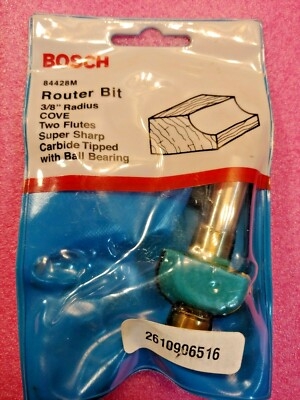 BOSCH
84428M
Router Bit
3/8" Radius
COVE
Two Flutes
Super Sharp
Carbide Tipped
with Ball Bearing
2610906516